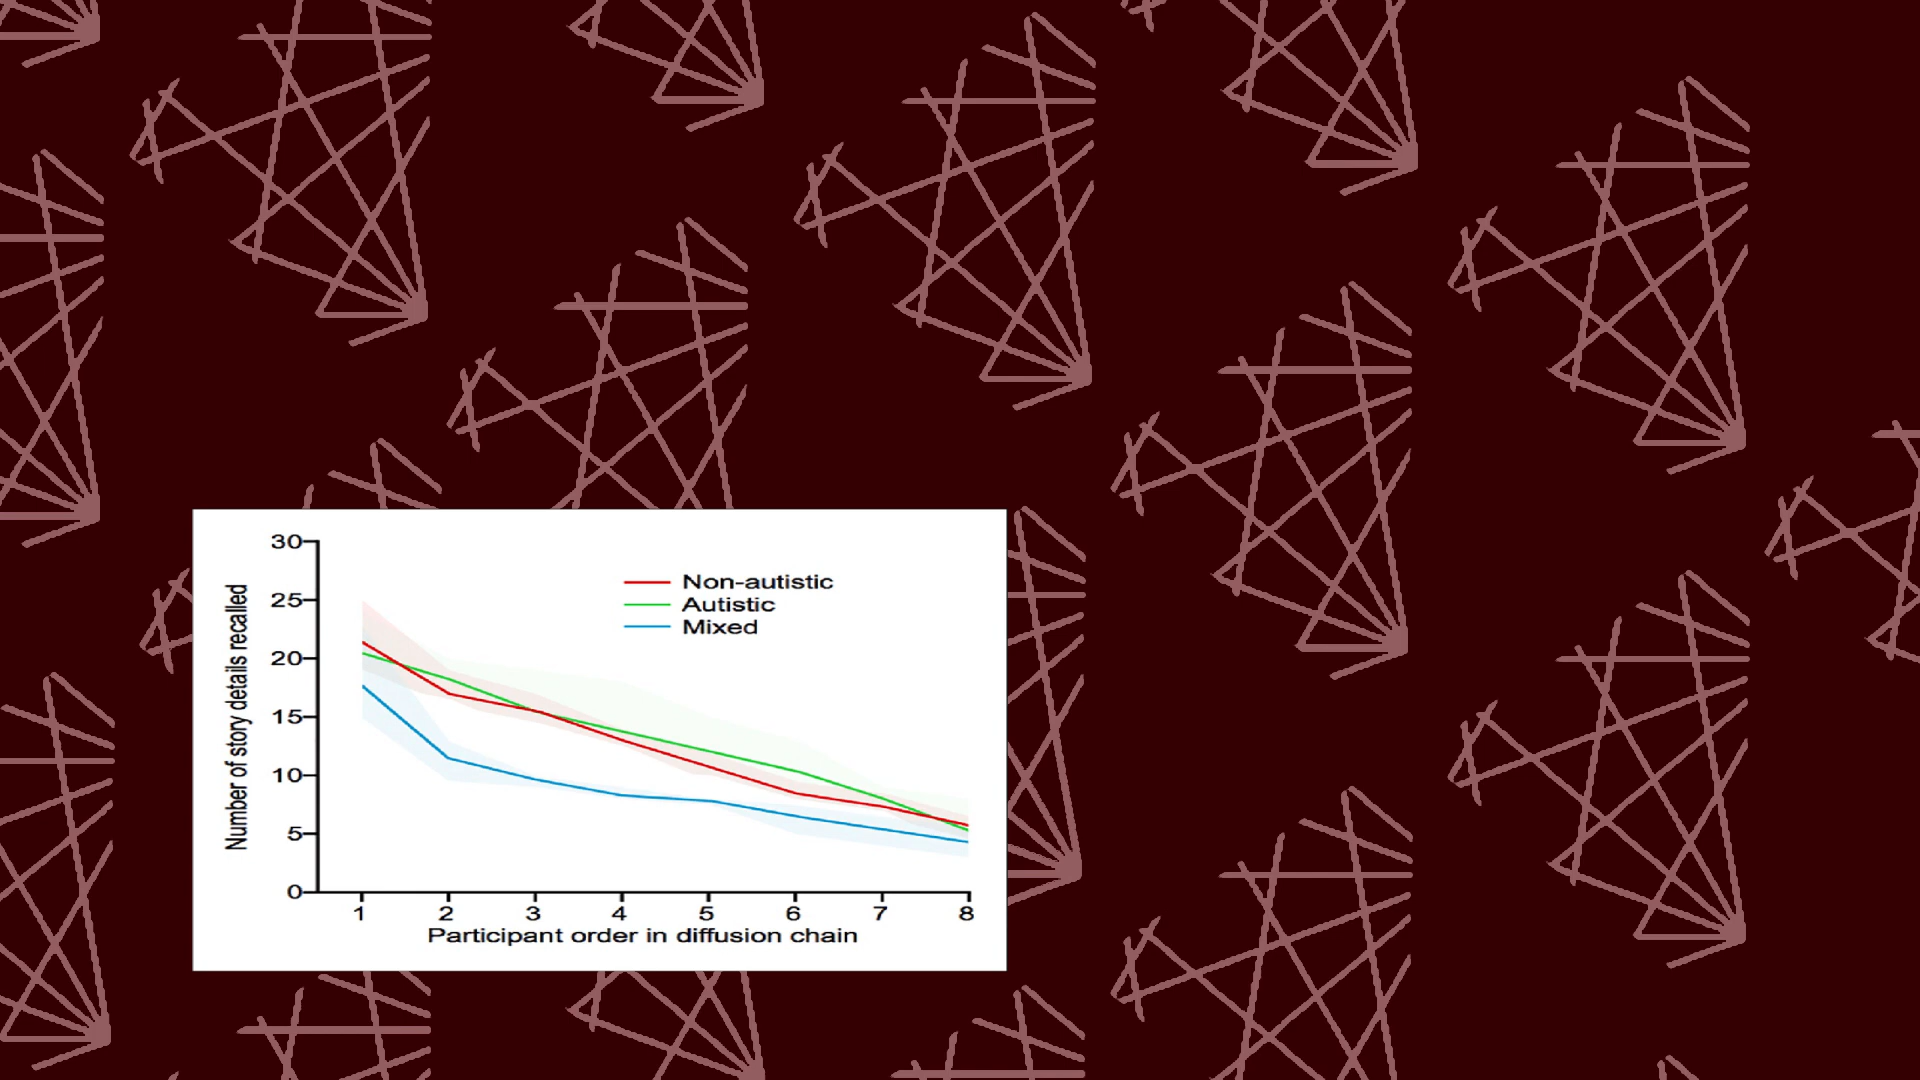 30
25
20
15
10
5
0
Number of story details recalled
Non-autistic
Autistic
Mixed
1 2 3 4 5 6 7 8
Participant order in diffusion chain